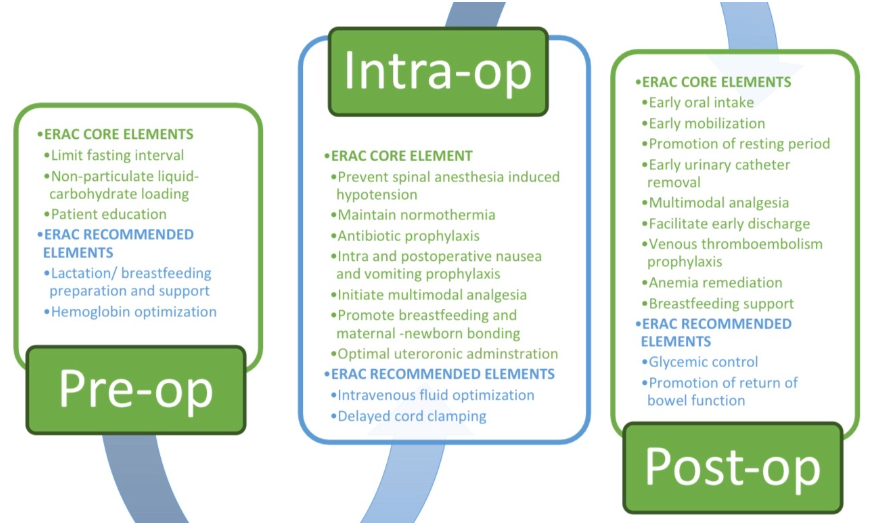 •ERAC CORE ELEMENTS
•Limit fasting interval
•Non-particulate liquid-
carbohydrate loading
•Patient education
•ERAC RECOMMENDED
ELEMENTS
•Lactation/ breastfeeding
preparation and support
•Hemoglobin optimization
Pre-op
Intra-op
•ERAC CORE ELEMENT
•Prevent spinal anesthesia induced
hypotension
•Maintain normothermia
•Antibiotic prophylaxis
•Intra and postoperative nausea
and vomiting prophylaxis
•Initiate multimodal analgesia
•Promote breastfeeding and
maternal -newborn bonding
•Optimal uteroronic adminstration
•ERAC RECOMMENDED ELEMENTS
•Intravenous fluid optimization
•Delayed cord clamping
•ERAC CORE ELEMENTS
•Early oral intake
•Early mobilization
•Promotion of resting period
•Early urinary catheter
removal
•Multimodal analgesia
•Facilitate early discharge
•Venous thromboembolism
prophylaxis
•Anemia remediation
•Breastfeeding support
•ERAC RECOMMENDED
ELEMENTS
•Glycemic control
•Promotion of return of
bowel function
Post-op